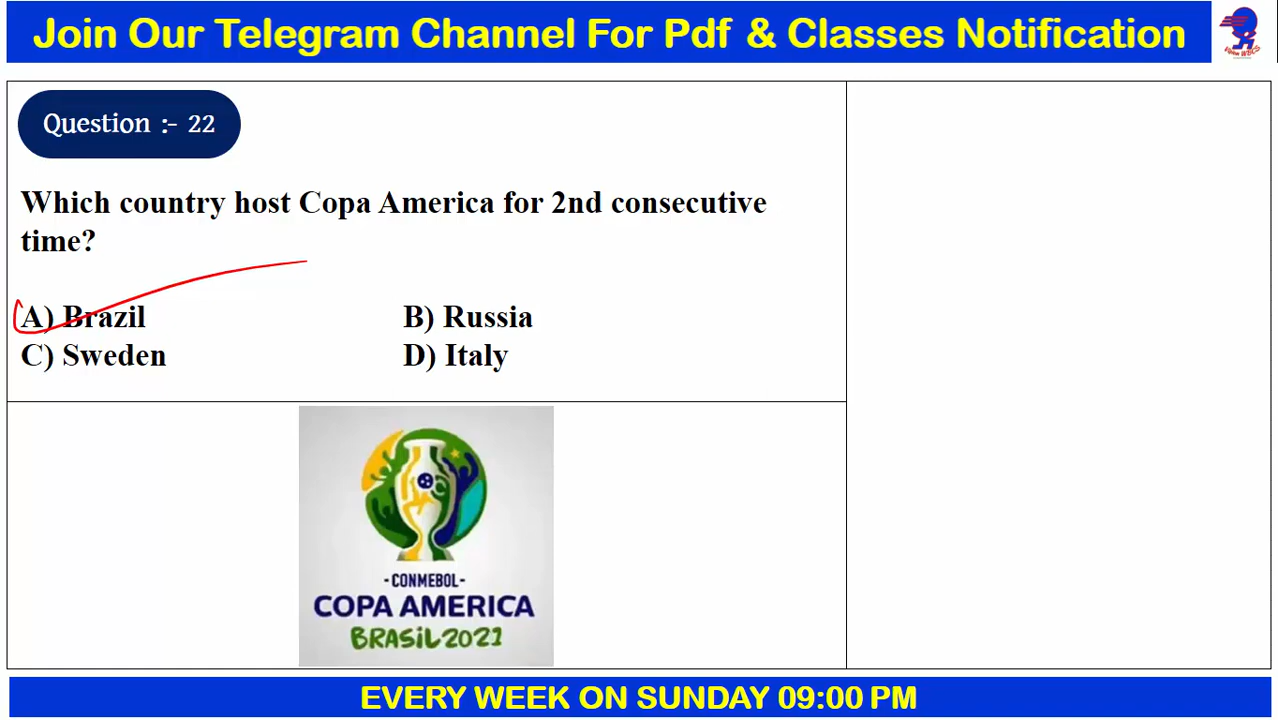 Join Our Telegram Channel For Pdf & Classes Notification
Question :- 22
Which country host Copa America for 2nd consecutive
time?
A) Brazil
B) Russia
C) Sweden
D) Italy
-CONMEBOL-
COPA AMERICA
BRASIL 2021
EVERY WEEK ON SUNDAY 09:00 PM